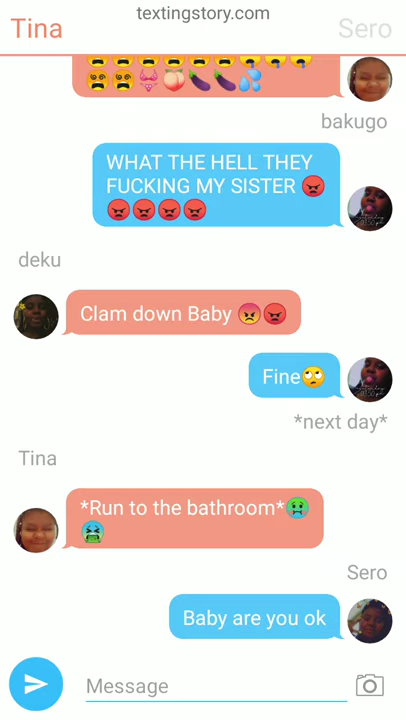 textingstory.com
Tina
Sero
😫😫😫😫😫😫😮😮😮
😵😵👙🍑🍆🍆💦
bakugo
WHAT THE HELL THEY
FUCKING MY SISTER 😡
😡😡😡😡
deku
Clam down Baby 😡😡
Fine🙄
*next day*
Tina
*Run to the bathroom*🤢
🤮
Sero
Baby are you ok
Message